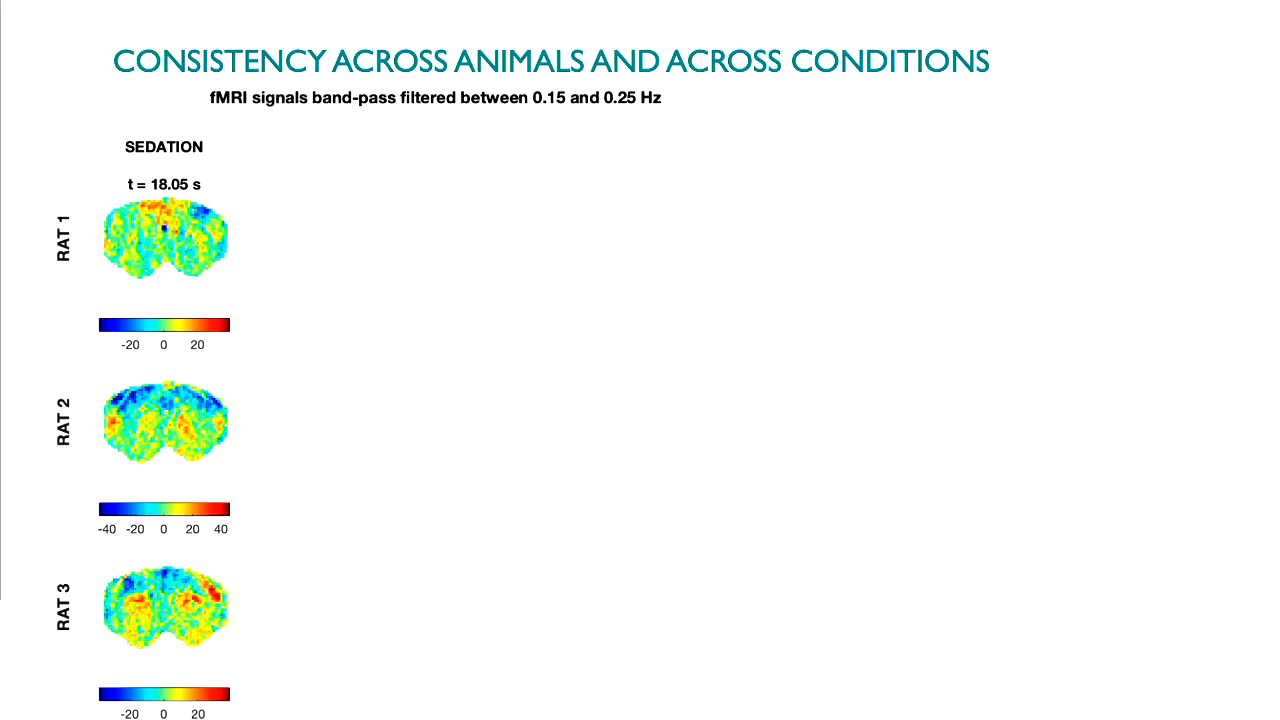 CONSISTENCY ACROSS ANIMALS AND ACROSS CONDITIONS
fMRI signals band-pass filtered between 0.15 and 0.25 Hz
SEDATION
t = 18.05 s
RAT 1
-20 0 20
RAT 2
-40 -20 0 20 40
RAT 3
-20 0 20